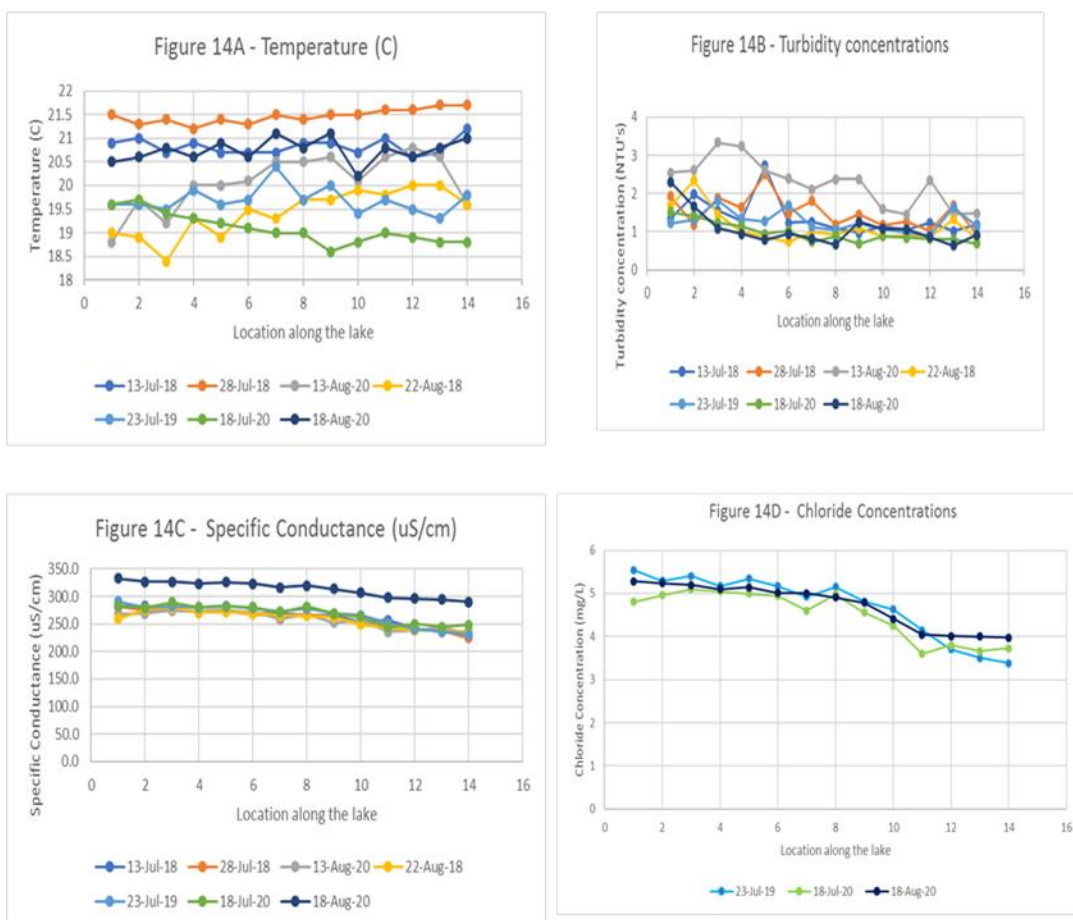 Figure 14A - Temperature (C)
22
21.5
21
20.5
20
19.5
19
18.5
18
Temperature (C)
0 2 4 6 8 10 12 14 16
Location along the lake
13-Jul-18 28-Jul-18 13-Aug-20 22-Aug-18
23-Jul-19 18-Jul-20 18-Aug-20
Figure 14B - Turbidity concentrations
4
3
2
1
0
Turbidity concentration (NTU's)
0 2 4 6 8 10 12 14 16
Location along the lake
13-Jul-18 28-Jul-18 13-Aug-20 22-Aug-18
23-Jul-19 18-Jul-20 18-Aug-20
Figure 14C - Specific Conductance (uS/cm)
350.0
300.0
250.0
200.0
150.0
100.0
50.0
0.0
Specific Conductance (uS/cm)
0 2 4 6 8 10 12 14 16
Location along the lake
13-Jul-18 28-Jul-18 13-Aug-20 22-Aug-18
23-Jul-19 18-Jul-20 18-Aug-20
Figure 14D - Chloride Concentrations
6
5
4
3
2
1
0
Chloride Concentration (mg/L)
0 2 4 6 8 10 12 14 16
Location along the lake
23-Jul-19 18-Jul-20 18-Aug-20